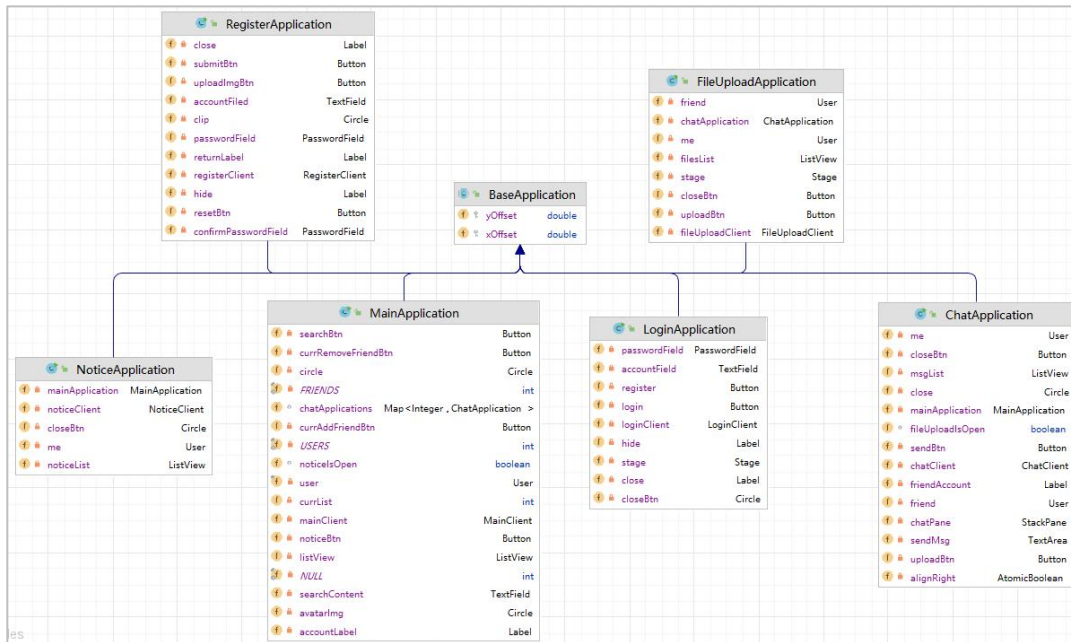 RegisterApplication
close Label
submitBtn Button
uploadImgBtn Button
accountFiled TextField
clip Circle
passwordField PasswordField
returnLabel Label
registerClient RegisterClient
hide Label
resetBtn Button
confirmPasswordField PasswordField
FileUploadApplication
friend User
chatApplication ChatApplication
me User
filesList ListView
stage Stage
closeBtn Button
uploadBtn Button
fileUploadClient FileUploadClient
BaseApplication
yOffset double
xOffset double
NoticeApplication
mainApplication MainApplication
noticeClient NoticeClient
closeBtn Circle
me User
noticeList ListView
MainApplication
searchBtn Button
currRemoveFriendBtn Button
circle Circle
FRIENDS int
chatApplications Map<Integer , ChatApplication >
currAddFriendBtn Button
USERS int
noticeIsOpen boolean
user User
currList int
mainClient MainClient
noticeBtn Button
listView ListView
NULL int
searchContent TextField
avatarImg Circle
accountLabel Label
LoginApplication
passwordField PasswordField
accountField TextField
register Button
login Button
loginClient LoginClient
hide Label
stage Stage
close Label
closeBtn Circle
ChatApplication
me User
closeBtn Button
msgList ListView
close Circle
mainApplication MainApplication
fileUploadIsOpen boolean
sendBtn Button
chatClient ChatClient
friendAccount Label
friend User
chatPane StackPane
sendMsg TextArea
uploadBtn Button
alignRight AtomicBoolean